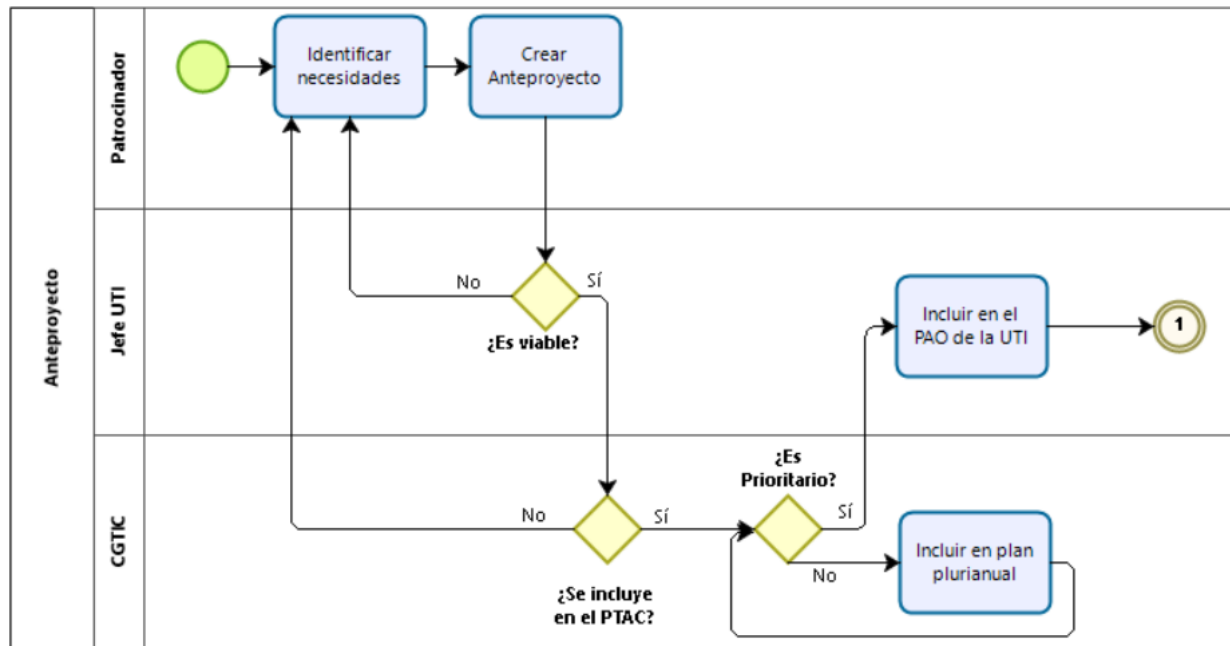 Anteproyecto
Patrocinador
Identificar
necesidades
Crear
Anteproyecto
Jefe UTI
No
Sí
¿Es viable?
Incluir en el
PAO de la UTI
1
CGTIC
No
Sí
¿Se incluye
en el PTAC?
¿Es
Prioritario?
Sí
No
Incluir en plan
plurianual